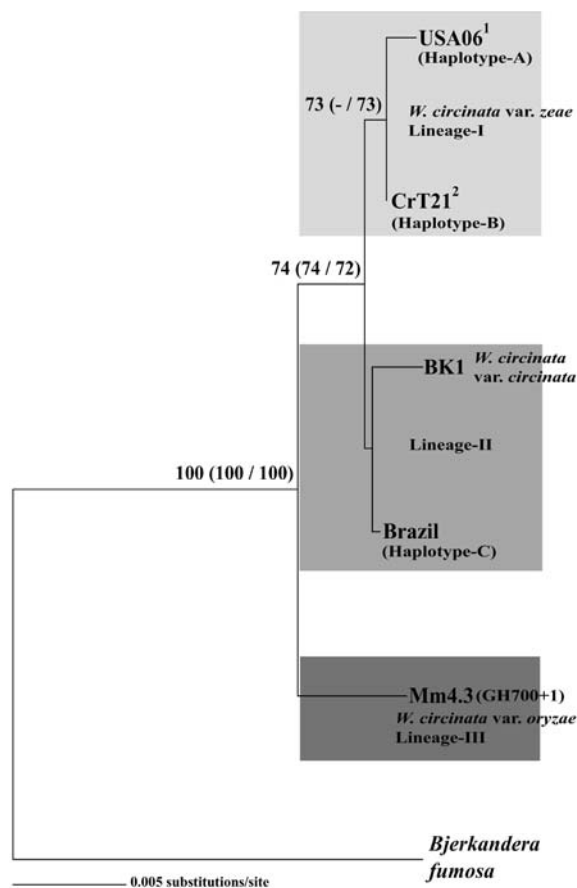 USA06¹
(Haplotype-A)
73 (- / 73)
W. circinata var. zeae
Lineage-I
CrT21²
(Haplotype-B)
74 (74 / 72)
BK1
W. circinata
var. circinata
Lineage-II
100 (100 / 100)
Brazil
(Haplotype-C)
Mm4.3 (GH700+1)
W. circinata var. oryzae
Lineage-III
Bjerkandera
fumosa
0.005 substitutions/site